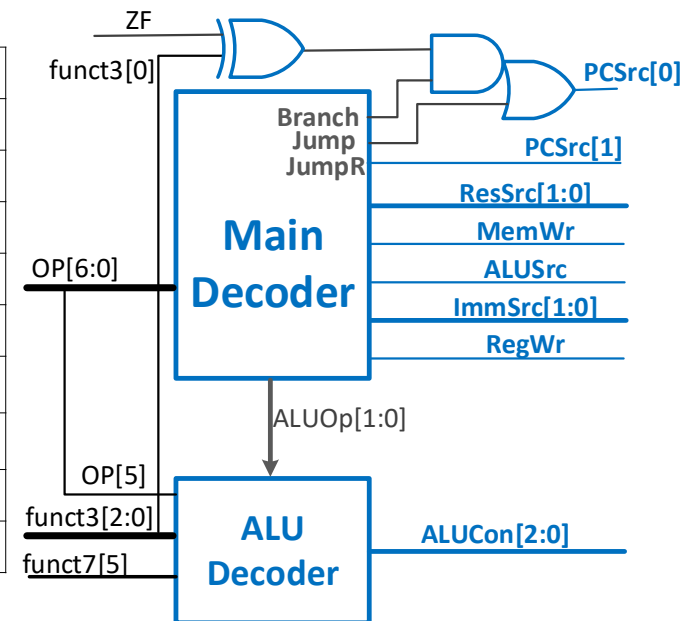 ZF
funct3[0]
PCSrc[0]
Branch
Jump
JumpR
PCSrc[1]
ResSrc[1:0]
MemWr
ALUSrc
ImmSrc[1:0]
RegWr
Main
Decoder
OP[6:0]
ALUOp[1:0]
OP[5]
funct3[2:0]
funct7[5]
ALU
Decoder
ALUCon[2:0]